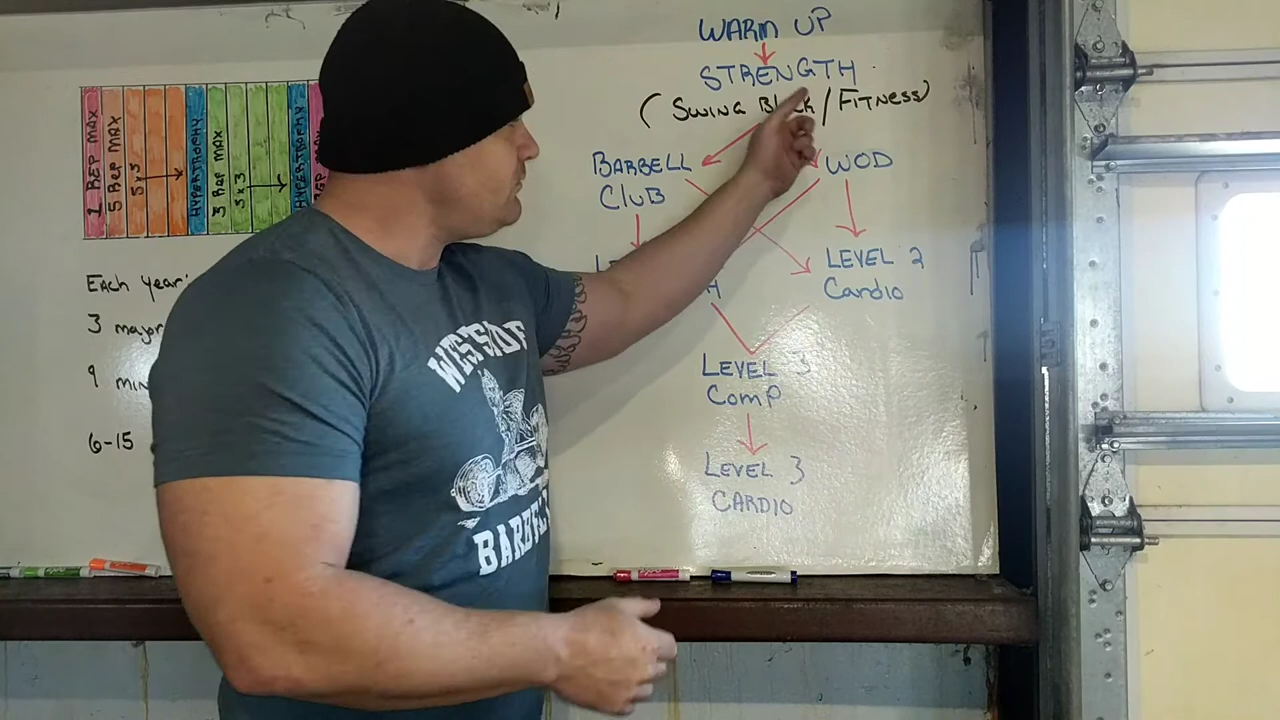 1 REP MAX
5 REP MAX
5x5
HYPERTROPHY
3 REP MAX
3x3
HYPERTROPHY
Each year
3 major
9 min
6-15
WARM UP
STRENGTH
(SWING / FITNESS)
BARBELL
CLUB
WOD
LEVEL 2
Cardio
LEVEL 3
COMP
LEVEL 3
CARDIO
WESTSIDE
BARBELL